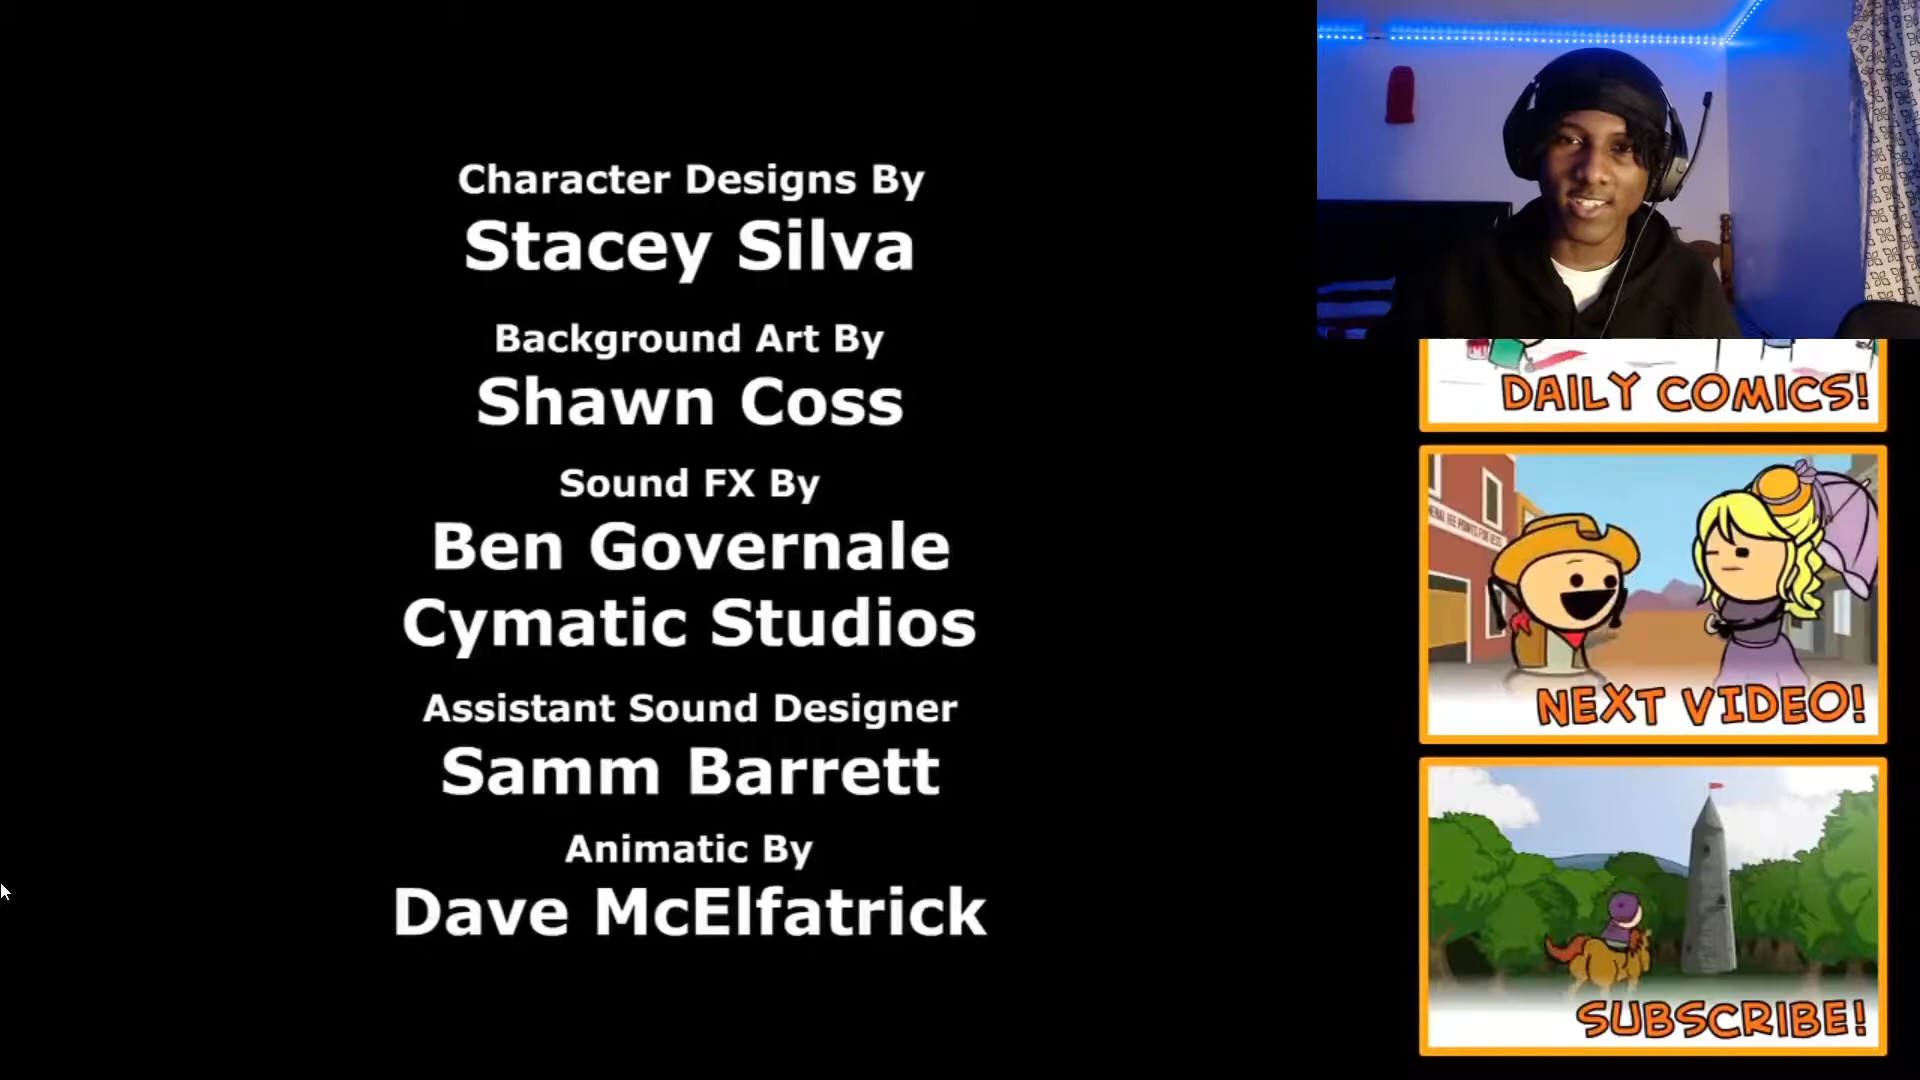 Character Designs By
Stacey Silva
Background Art By
Shawn Coss
Sound FX By
Ben Governale
Cymatic Studios
Assistant Sound Designer
Samm Barrett
Animatic By
Dave McElfatrick
DAILY COMICS!
NEXT VIDEO!
SUBSCRIBE!